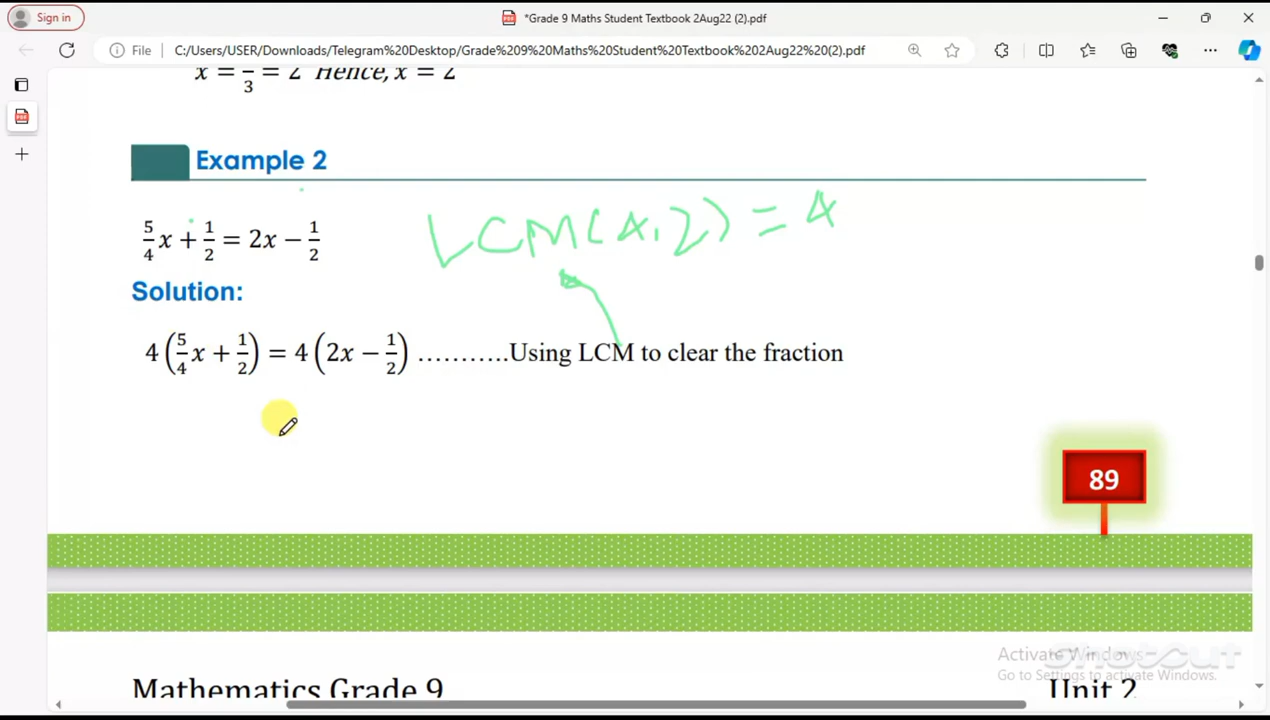 Sign in
*Grade 9 Maths Student Textbook 2Aug22 (2).pdf
File
C:/Users/USER/Downloads/Telegram%20Desktop/Grade%209%20Maths%20Student%20Textbook%202Aug22%20(2).pdf
x = –/3 = 2 Hence, x = 2
Example 2
5/4 x + 1/2 = 2x − 1/2
LCM(4,2) = 4
Solution:
4(5/4 x + 1/2) = 4(2x − 1/2) ...........Using LCM to clear the fraction
89
Activate Windows
Go to Settings to activate Windows.
shotcut
Mathematics Grade 9
Unit 2